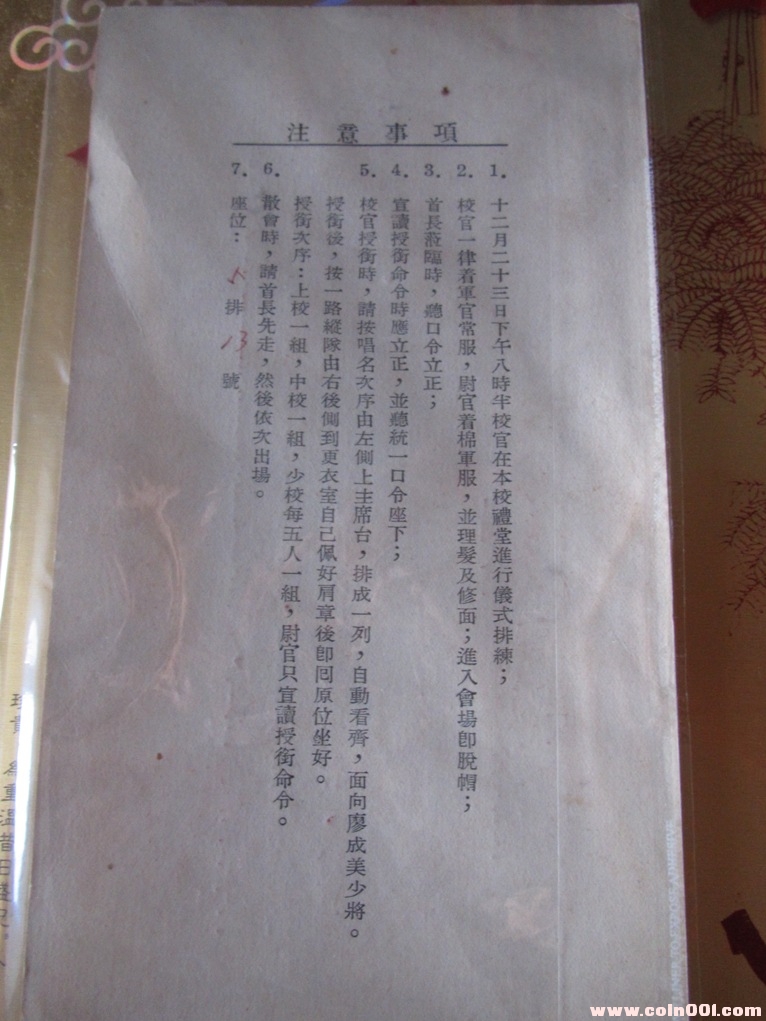 注意事項
1. 十二月二十三日下午八時半校官在本校禮堂進行儀式排練；
2. 校官一律着軍官常服，尉官着棉軍服，並理髮及修面；進入會場卽脫帽；
3. 首長蒞臨時，聽口令立正；
4. 宣讀授銜命令時應立正，並聽統一口令座下；
5. 校官授銜時，請按唱名次序由左側上主席台，排成一列，自動看齊，面向廖成美少將。
授銜後，按一路縱隊由右後側到更衣室自己佩好肩章後卽囘原位坐好。
授銜次序：上校一組，中校一組，少校每五人一組，尉官只宣讀授銜命令。
6. 散會時，請首長先走，然後依次出場。
7. 座位：排13號
www.coin001.com